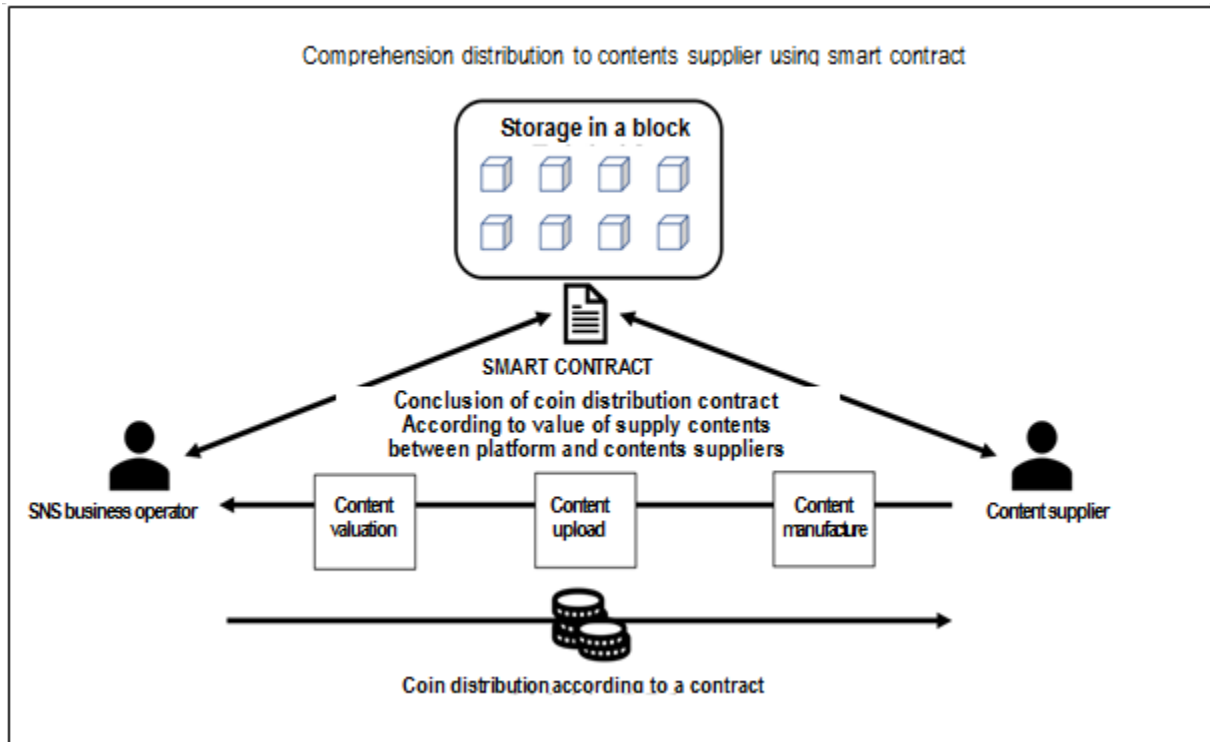 Comprehension distribution to contents supplier using smart contract
Storage in a block
SMART CONTRACT
Conclusion of coin distribution contract
According to value of supply contents
between platform and contents suppliers
SNS business operator
Content
valuation
Content
upload
Content
manufacture
Content supplier
Coin distribution according to a contract